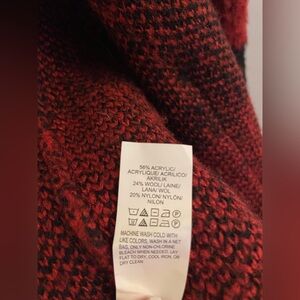 56% ACRYLIC/
ACRYLIQUE/ ACRILICO/
AKRILIK
24% WOOL/ LAINE/
LANA/ WOL
20% NYLON/ NYLON/
NILON
MACHINE WASH COLD WITH
LIKE COLORS, WASH IN A NET
BAG, ONLY NON-CHLORINE
BLEACH WHEN NEEDED, LAY
FLAT TO DRY, COOL IRON, OR
DRY CLEAN